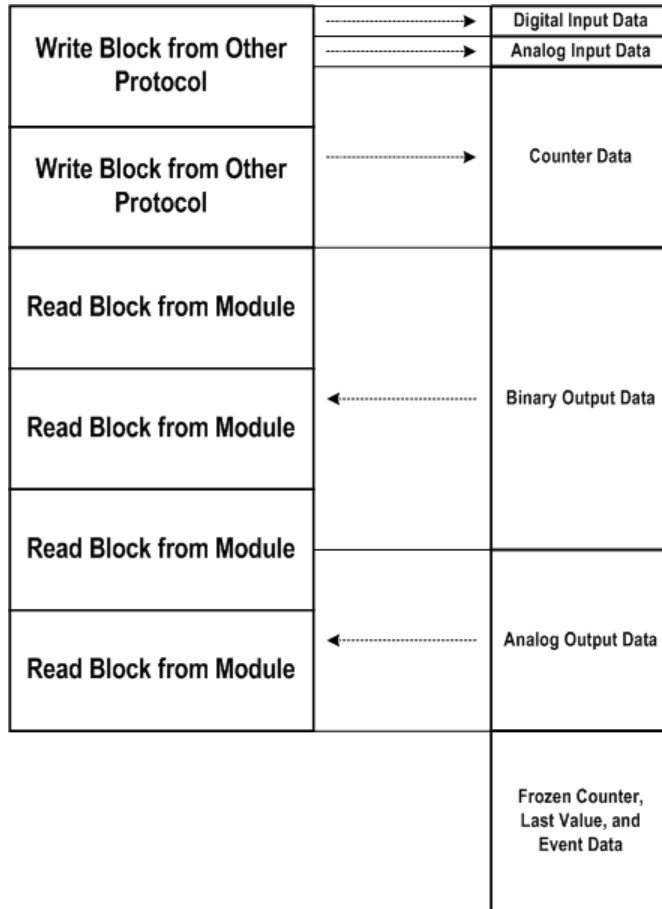 Write Block from Other
Protocol
Write Block from Other
Protocol
Read Block from Module
Read Block from Module
Read Block from Module
Read Block from Module
Digital Input Data
Analog Input Data
Counter Data
Binary Output Data
Analog Output Data
Frozen Counter,
Last Value, and
Event Data